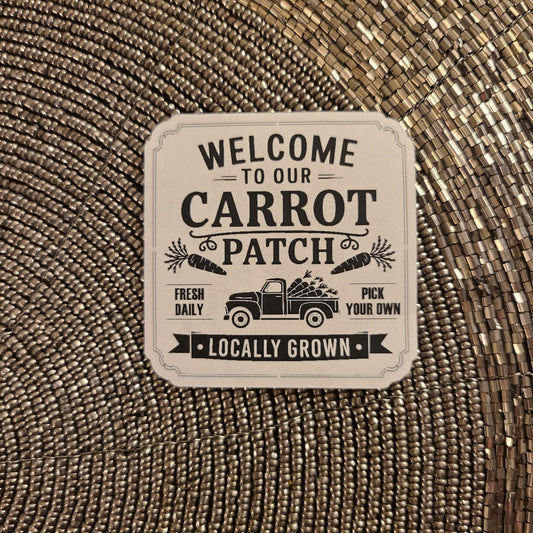 WELCOME
TO OUR
CARROT
PATCH
FRESH
DAILY
PICK
YOUR OWN
• LOCALLY GROWN •